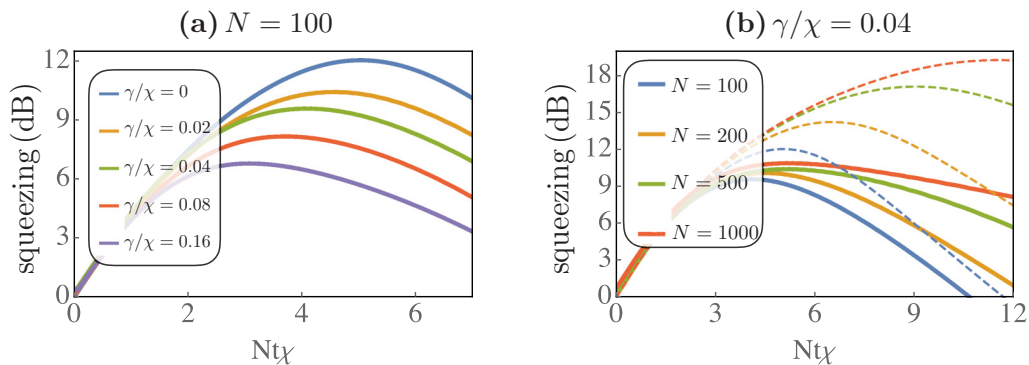 (a) N = 100
squeezing (dB)
12
9
6
3
0
γ/χ = 0
γ/χ = 0.02
γ/χ = 0.04
γ/χ = 0.08
γ/χ = 0.16
0 2 4 6
Ntχ
(b) γ/χ = 0.04
squeezing (dB)
18
15
12
9
6
3
0
N = 100
N = 200
N = 500
N = 1000
0 3 6 9 12
Ntχ